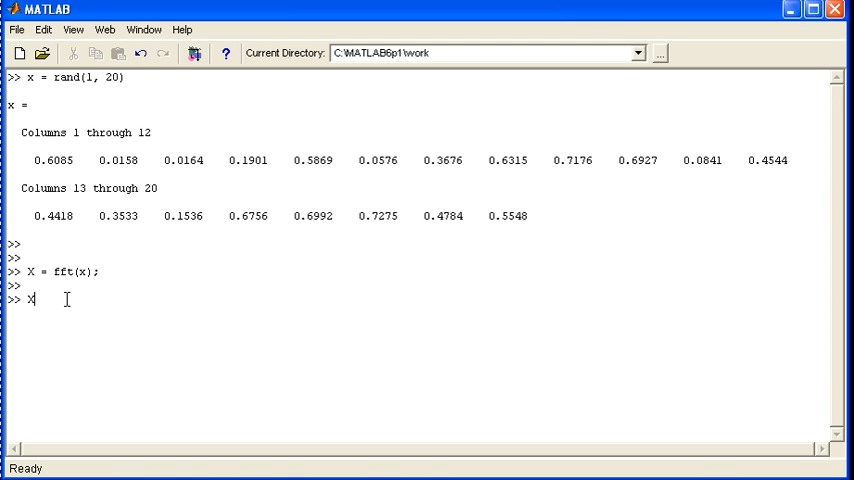 MATLAB
File Edit View Web Window Help
? Current Directory: C:\MATLAB6p1\work ...
>> x = rand(1, 20)
x =
Columns 1 through 12
0.6085 0.0158 0.0164 0.1901 0.5869 0.0576 0.3676 0.6315 0.7176 0.6927 0.0841 0.4544
Columns 13 through 20
0.4418 0.3533 0.1536 0.6756 0.6992 0.7275 0.4784 0.5548
>>
>>
>> X = fft(x);
>>
>> X
Ready